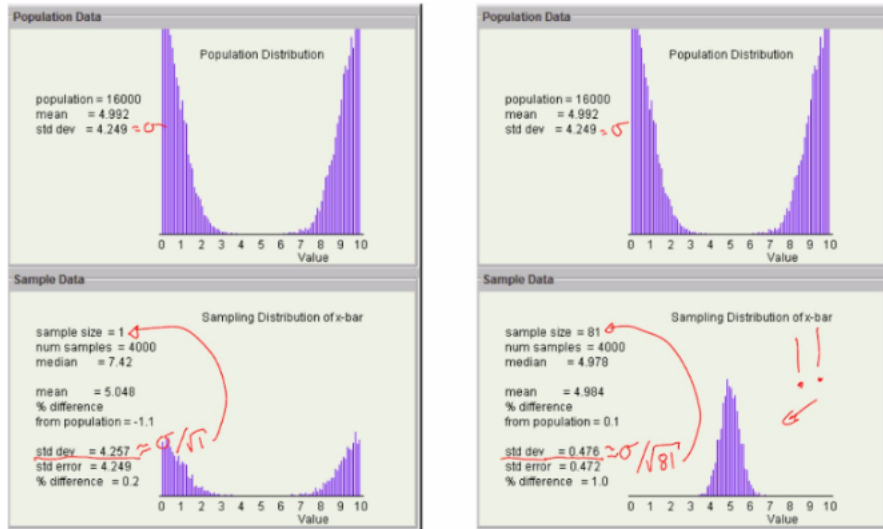 Population Data
Population Distribution
population = 16000
mean = 4.992
std dev = 4.249 = σ
0 1 2 3 4 5 6 7 8 9 10
Value
Sample Data
Sampling Distribution of x-bar
sample size = 1
num samples = 4000
median = 7.42
mean = 5.048
% difference
from population = -1.1
std dev = 4.257 ≈ σ/√1
std error = 4.249
% difference = 0.2
0 1 2 3 4 5 6 7 8 9 10
Value
Population Data
Population Distribution
population = 16000
mean = 4.992
std dev = 4.249 = σ
0 1 2 3 4 5 6 7 8 9 10
Value
Sample Data
Sampling Distribution of x-bar
sample size = 81
num samples = 4000
median = 4.978
!!
mean = 4.984
% difference
from population = 0.1
std dev = 0.476 ≈ σ/√81
std error = 0.472
% difference = 1.0
0 1 2 3 4 5 6 7 8 9 10
Value